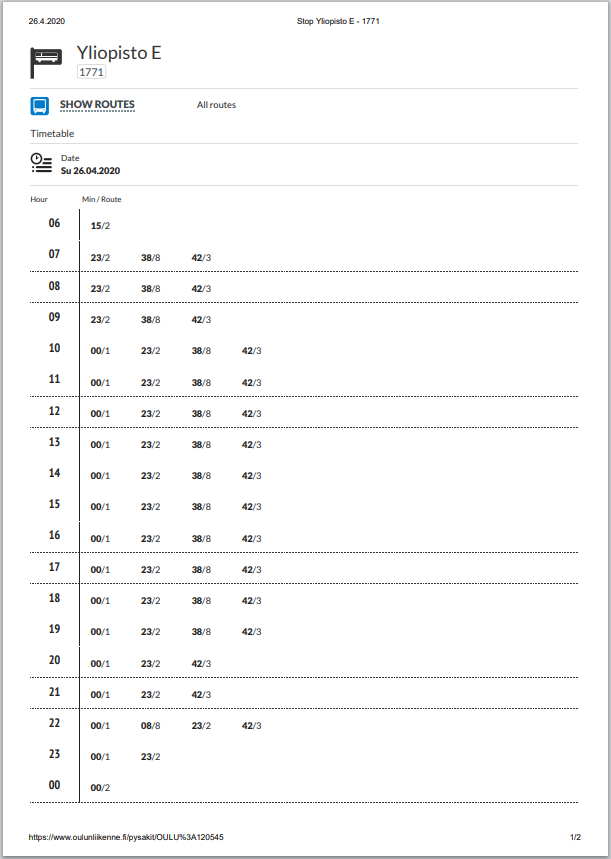 26.4.2020 Stop Yliopisto E - 1771
Yliopisto E
1771
SHOW ROUTES All routes
Timetable
Date
Su 26.04.2020
Hour Min / Route
06 15/2
07 23/2 38/8 42/3
08 23/2 38/8 42/3
09 23/2 38/8 42/3
10 00/1 23/2 38/8 42/3
11 00/1 23/2 38/8 42/3
12 00/1 23/2 38/8 42/3
13 00/1 23/2 38/8 42/3
14 00/1 23/2 38/8 42/3
15 00/1 23/2 38/8 42/3
16 00/1 23/2 38/8 42/3
17 00/1 23/2 38/8 42/3
18 00/1 23/2 38/8 42/3
19 00/1 23/2 38/8 42/3
20 00/1 23/2 42/3
21 00/1 23/2 42/3
22 00/1 08/8 23/2 42/3
23 00/1 23/2
00 00/2
https://www.oulunliikenne.fi/pysakit/OULU%3A120545 1/2